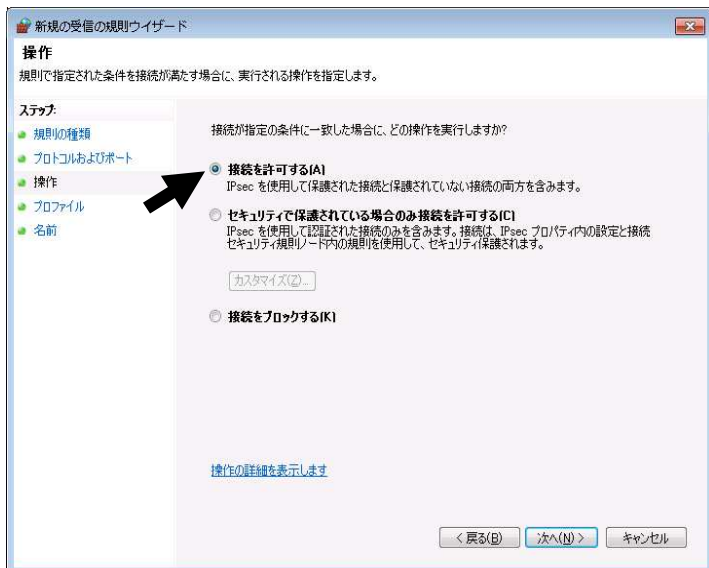 新規の受信の規則ウィザード
操作
規則で指定された条件を接続が満たす場合に、実行される操作を指定します。
ステップ:
規則の種類
プロトコルおよびポート
操作
プロファイル
名前
接続が指定の条件に一致した場合に、どの操作を実行しますか?
接続を許可する(A)
IPsec を使用して保護された接続と保護されていない接続の両方を含みます。
セキュリティで保護されている場合のみ接続を許可する(C)
IPsec を使用して認証された接続のみを含みます。接続は、IPsec プロパティ内の設定と接続
セキュリティ規則ノード内の規則を使用して、セキュリティ保護されます。
カスタマイズ(Z)...
接続をブロックする(K)
操作の詳細を表示します
< 戻る(B)
次へ(N) >
キャンセル